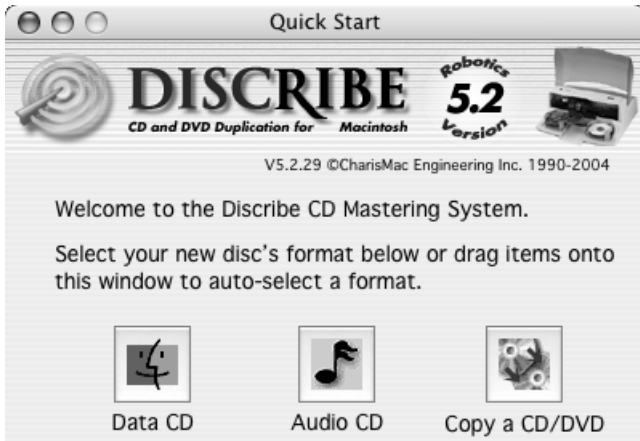 Quick Start
DISCRIBE
CD and DVD Duplication for Macintosh
Robotics
5.2
Version
V5.2.29 ©CharisMac Engineering Inc. 1990-2004
Welcome to the Discribe CD Mastering System.
Select your new disc's format below or drag items onto
this window to auto-select a format.
Data CD Audio CD Copy a CD/DVD